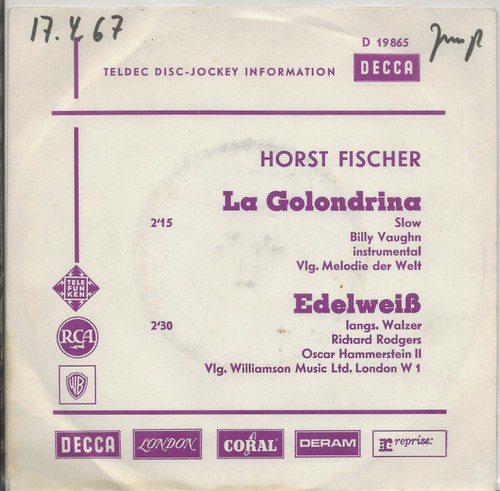 17.4.67
D 19865
TELDEC DISC-JOCKEY INFORMATION
DECCA
HORST FISCHER
La Golondrina
2'15 Slow
Billy Vaughn
instrumental
Vlg. Melodie der Welt
Edelweiß
2'30 langs. Walzer
Richard Rodgers
Oscar Hammerstein II
Vlg. Williamson Music Ltd. London W 1
TELE
FUN
KEN
RCA
WB
DECCA LONDON CORAL DERAM reprise: